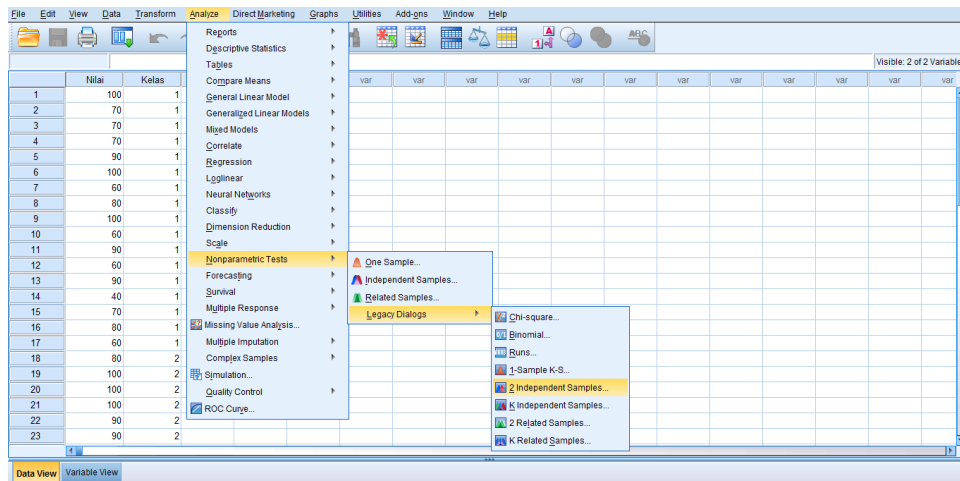 File Edit View Data Transform Analyze Direct Marketing Graphs Utilities Add-ons Window Help
Visible: 2 of 2 Variable
Nilai Kelas var var var var var var var var var var var var
1 100 1
2 70 1
3 70 1
4 70 1
5 90 1
6 100 1
7 60 1
8 80 1
9 100 1
10 60 1
11 90 1
12 60 1
13 90 1
14 40 1
15 70 1
16 80 1
17 60 1
18 80 2
19 100 2
20 100 2
21 100 2
22 90 2
23 90 2
Reports
Descriptive Statistics
Tables
Compare Means
General Linear Model
Generalized Linear Models
Mixed Models
Correlate
Regression
Loglinear
Neural Networks
Classify
Dimension Reduction
Scale
Nonparametric Tests
Forecasting
Survival
Multiple Response
Missing Value Analysis...
Multiple Imputation
Complex Samples
Simulation...
Quality Control
ROC Curve...
One Sample...
Independent Samples...
Related Samples...
Legacy Dialogs
Chi-square...
Binomial...
Runs...
1-Sample K-S...
2 Independent Samples...
K Independent Samples...
2 Related Samples...
K Related Samples...
Data View Variable View